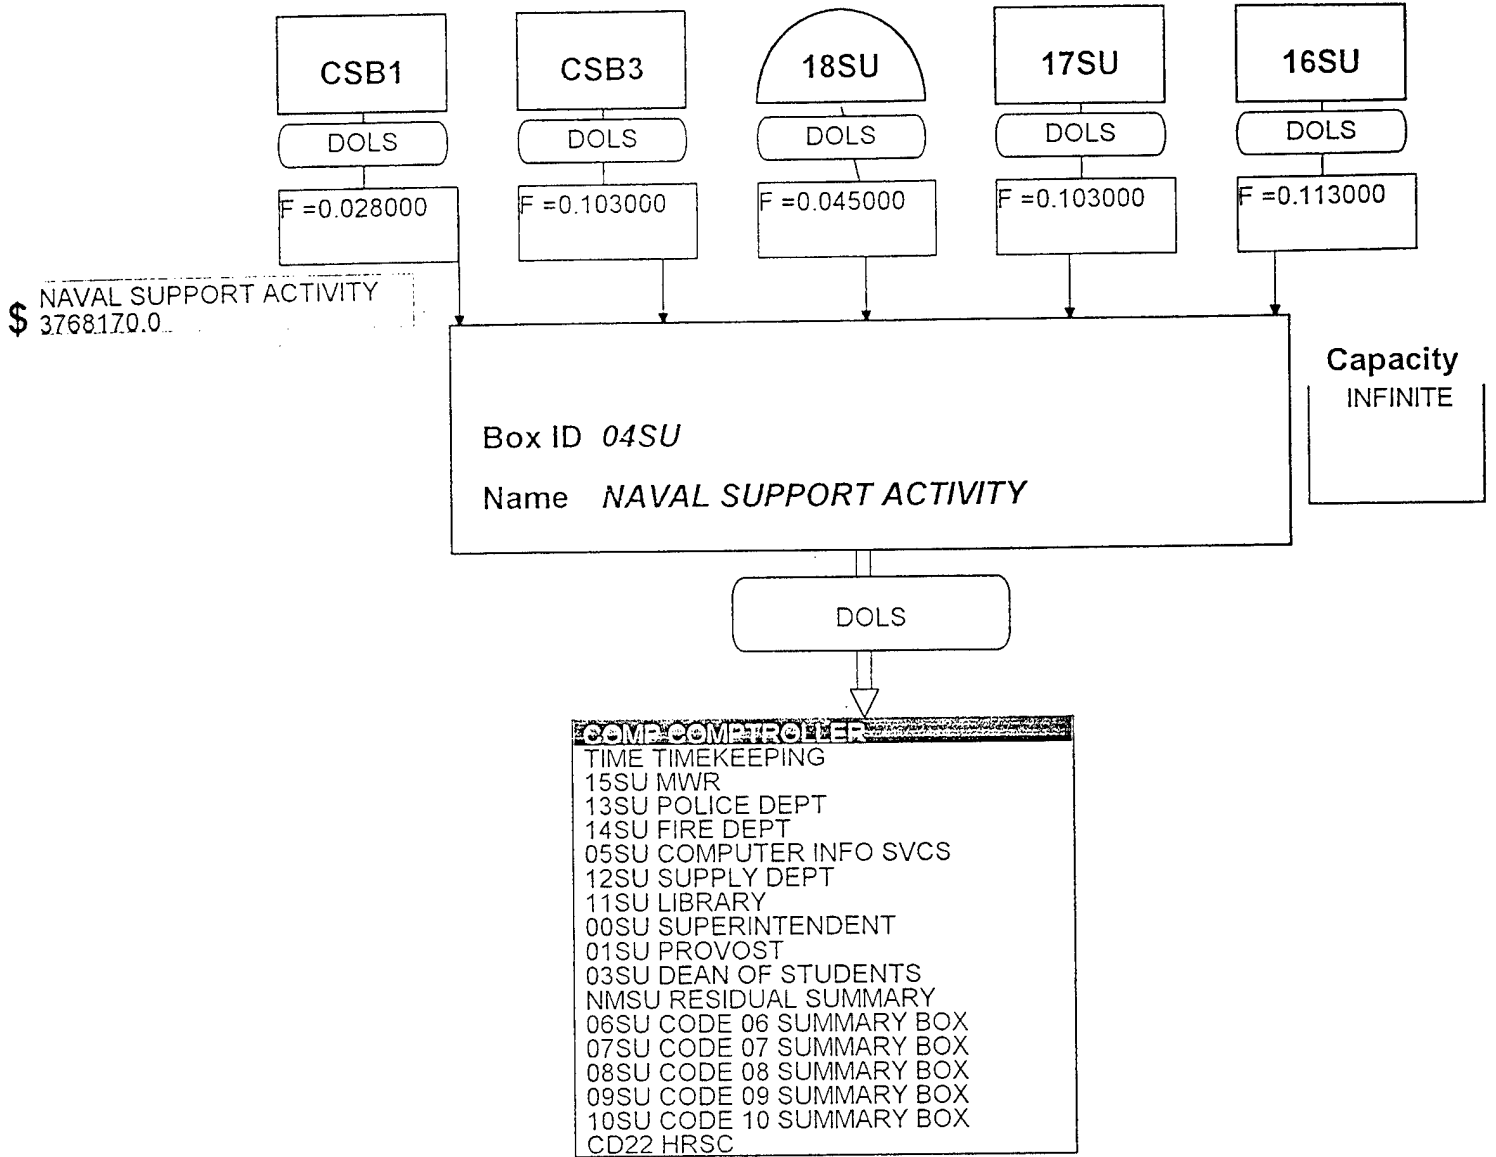 CSB1
CSB3
18SU
17SU
16SU
DOLS
DOLS
DOLS
DOLS
DOLS
F =0.028000
F =0.103000
F =0.045000
F =0.103000
F =0.113000
$ NAVAL SUPPORT ACTIVITY
3768170.0
Capacity
INFINITE
Box ID 04SU
Name NAVAL SUPPORT ACTIVITY
DOLS
COMP COMPTROLLER
TIME TIMEKEEPING
15SU MWR
13SU POLICE DEPT
14SU FIRE DEPT
05SU COMPUTER INFO SVCS
12SU SUPPLY DEPT
11SU LIBRARY
00SU SUPERINTENDENT
01SU PROVOST
03SU DEAN OF STUDENTS
NMSU RESIDUAL SUMMARY
06SU CODE 06 SUMMARY BOX
07SU CODE 07 SUMMARY BOX
08SU CODE 08 SUMMARY BOX
09SU CODE 09 SUMMARY BOX
10SU CODE 10 SUMMARY BOX
CD22 HRSC